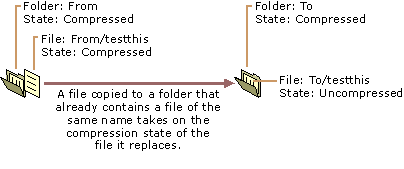 Folder: From
State: Compressed
File: From/testthis
State: Compressed
Folder: To
State: Compressed
File: To/testthis
State: Uncompressed
A file copied to a folder that
already contains a file of the
same name takes on the
compression state of the
file it replaces.